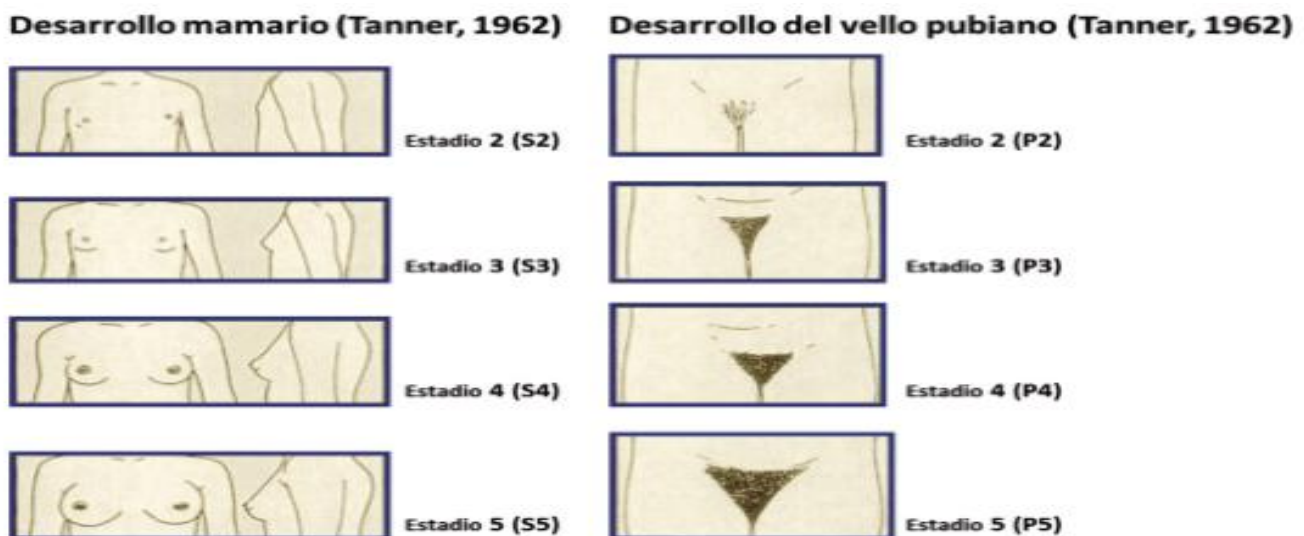 Desarrollo mamario (Tanner, 1962)
Desarrollo del vello pubiano (Tanner, 1962)
Estadio 2 (S2)
Estadio 2 (P2)
Estadio 3 (S3)
Estadio 3 (P3)
Estadio 4 (S4)
Estadio 4 (P4)
Estadio 5 (S5)
Estadio 5 (P5)